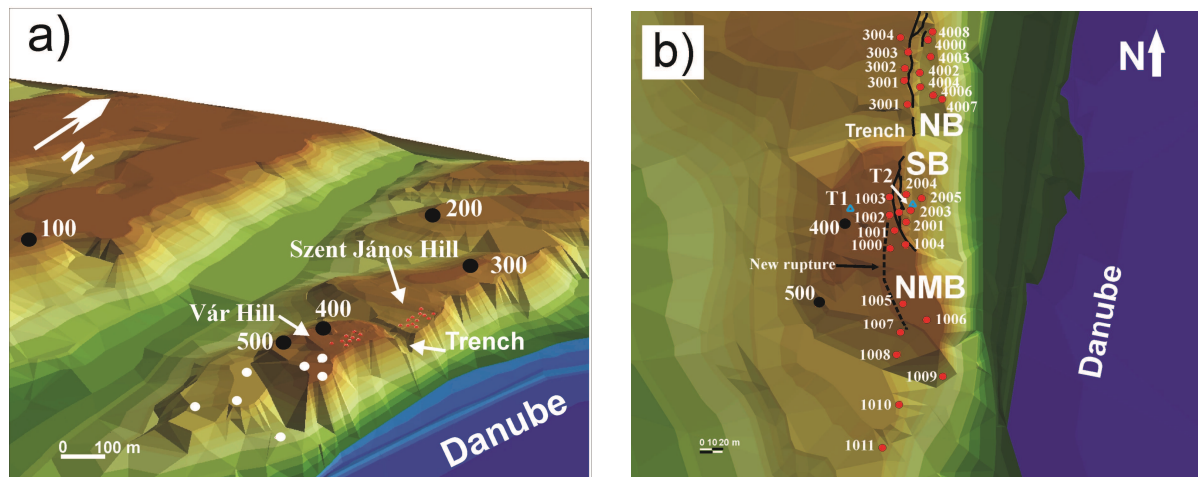 a)
N
100
200
Szent János Hill
300
Vár Hill
400
500
Trench
0 100 m
Danube
b)
N
3004
4008
4000
3003
4003
3002
4002
3001
4004
4006
4007
3001
Trench
NB
SB
T2
2004
T1
1003
2005
1002
2003
400
2001
1001
1000
1004
New rupture
500
NMB
1005
1006
1007
1008
1009
1010
1011
0 10 20 m
Danube